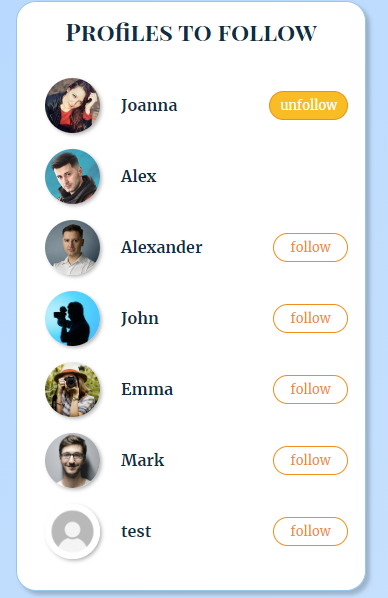 Profiles to follow
Joanna unfollow
Alex
Alexander follow
John follow
Emma follow
Mark follow
test follow